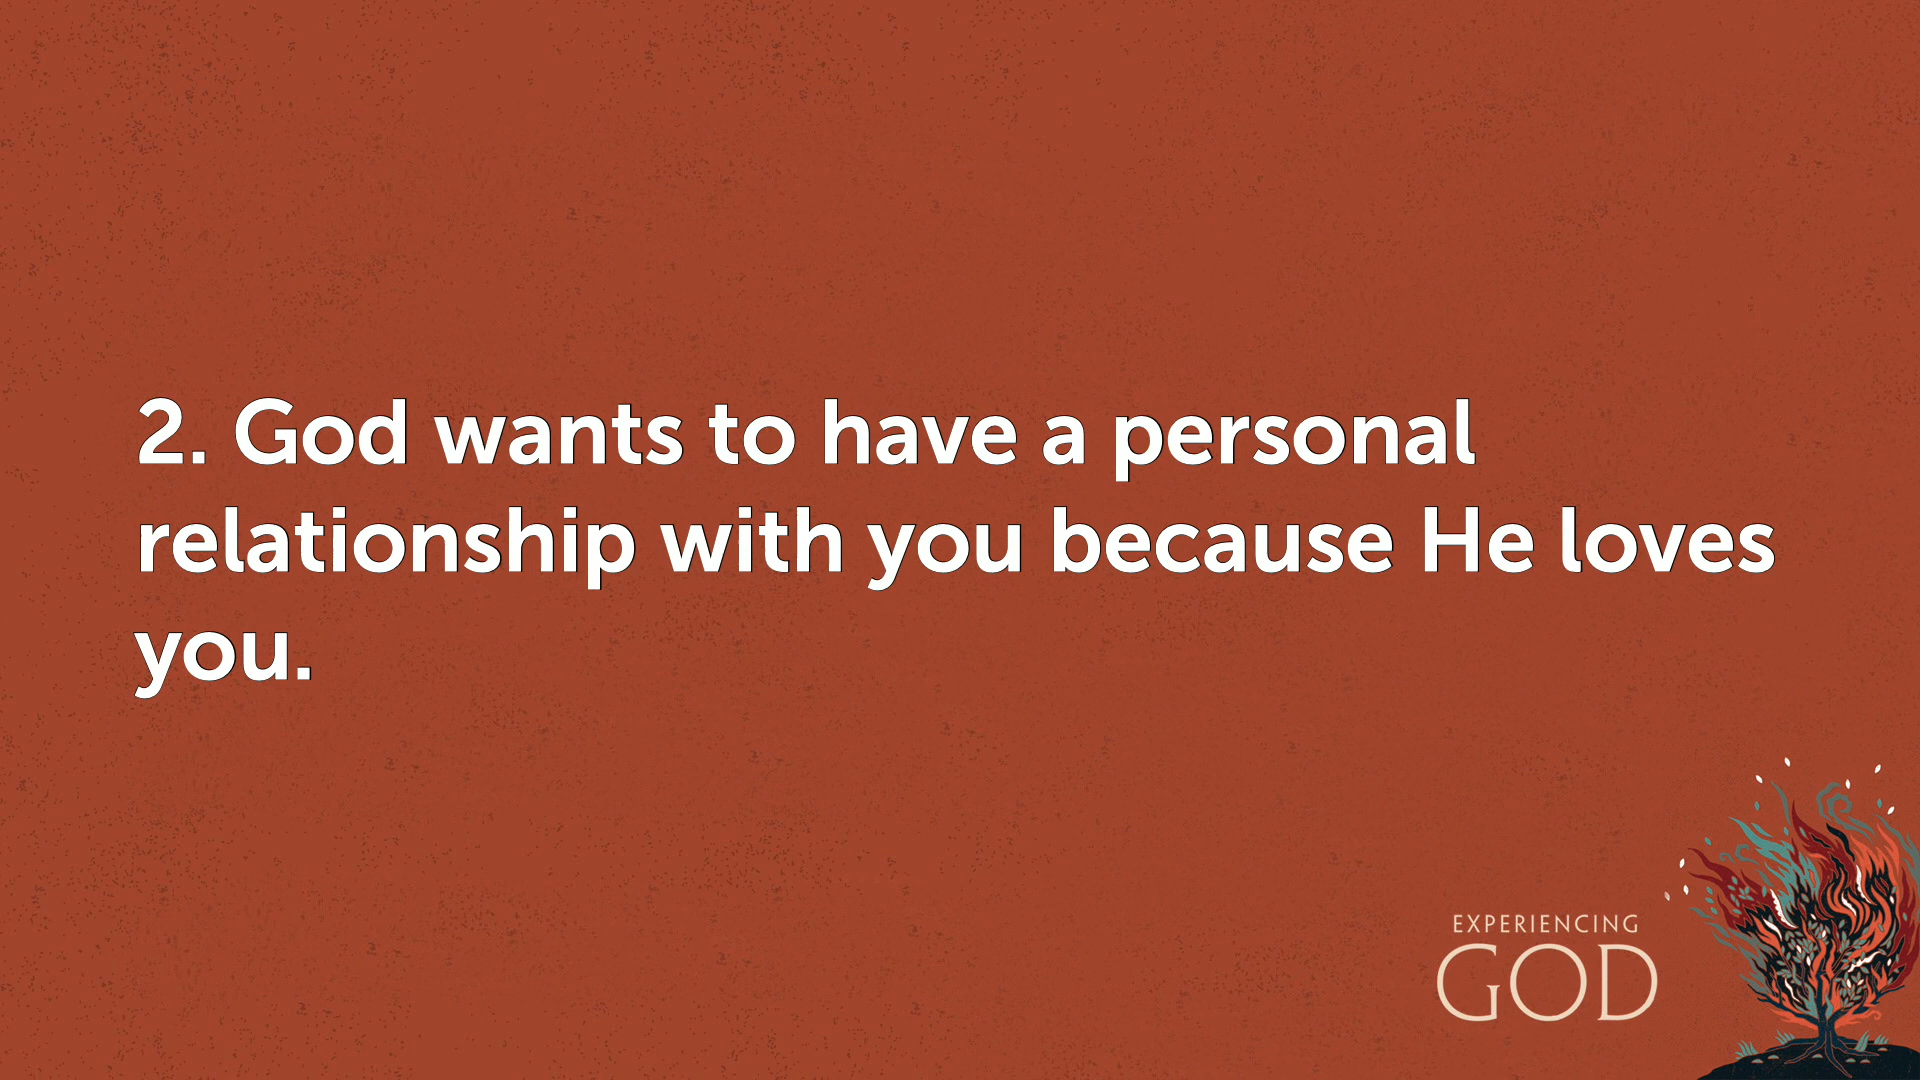 2. God wants to have a personal
relationship with you because He loves
you.
EXPERIENCING
GOD